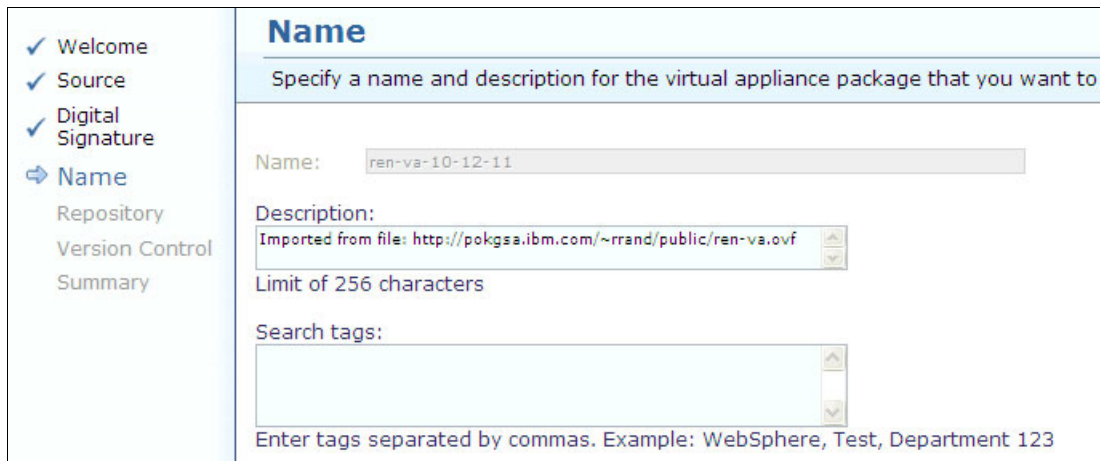 Welcome
Source
Digital
Signature
Name
Repository
Version Control
Summary
Name
Specify a name and description for the virtual appliance package that you want to
Name: ren-va-10-12-11
Description:
Imported from file: http://pokgsa.ibm.com/~rrand/public/ren-va.ovf
Limit of 256 characters
Search tags:
Enter tags separated by commas. Example: WebSphere, Test, Department 123